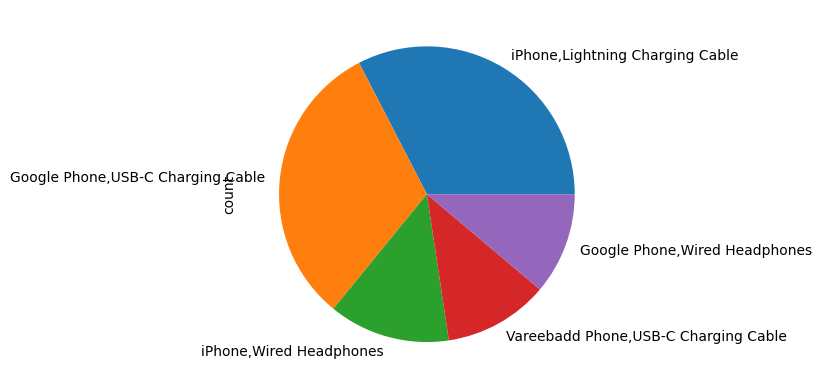 iPhone,Lightning Charging Cable
Google Phone,USB-C Charging Cable
count
Google Phone,Wired Headphones
Vareebadd Phone,USB-C Charging Cable
iPhone,Wired Headphones